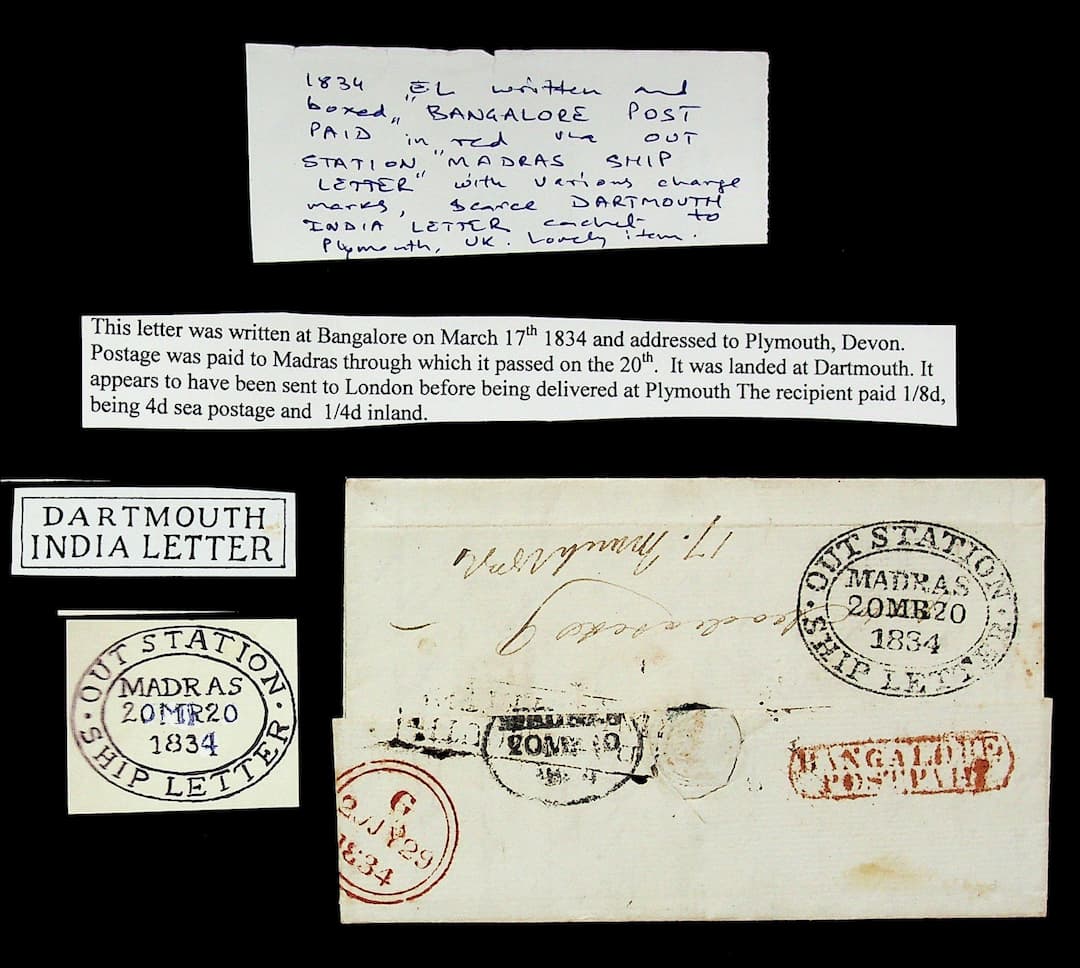 1834 EL written and
boxed "BANGALORE POST
PAID" in red via OUT
STATION "MADRAS SHIP
LETTER" with various charge
marks, scarce DARTMOUTH
INDIA LETTER cachet to
Plymouth, UK. Lovely item.
This letter was written at Bangalore on March 17th 1834 and addressed to Plymouth, Devon.
Postage was paid to Madras through which it passed on the 20th. It was landed at Dartmouth. It
appears to have been sent to London before being delivered at Plymouth The recipient paid 1/8d,
being 4d sea postage and 1/4d inland.
DARTMOUTH
INDIA LETTER
OUT STATION
MADRAS
20MR20
1834
SHIP LETTER
17. March
OUT STATION
MADRAS
20MR20
1834
SHIP LETTER
BANGALORE
POSTPAID
G
29JY29
1834